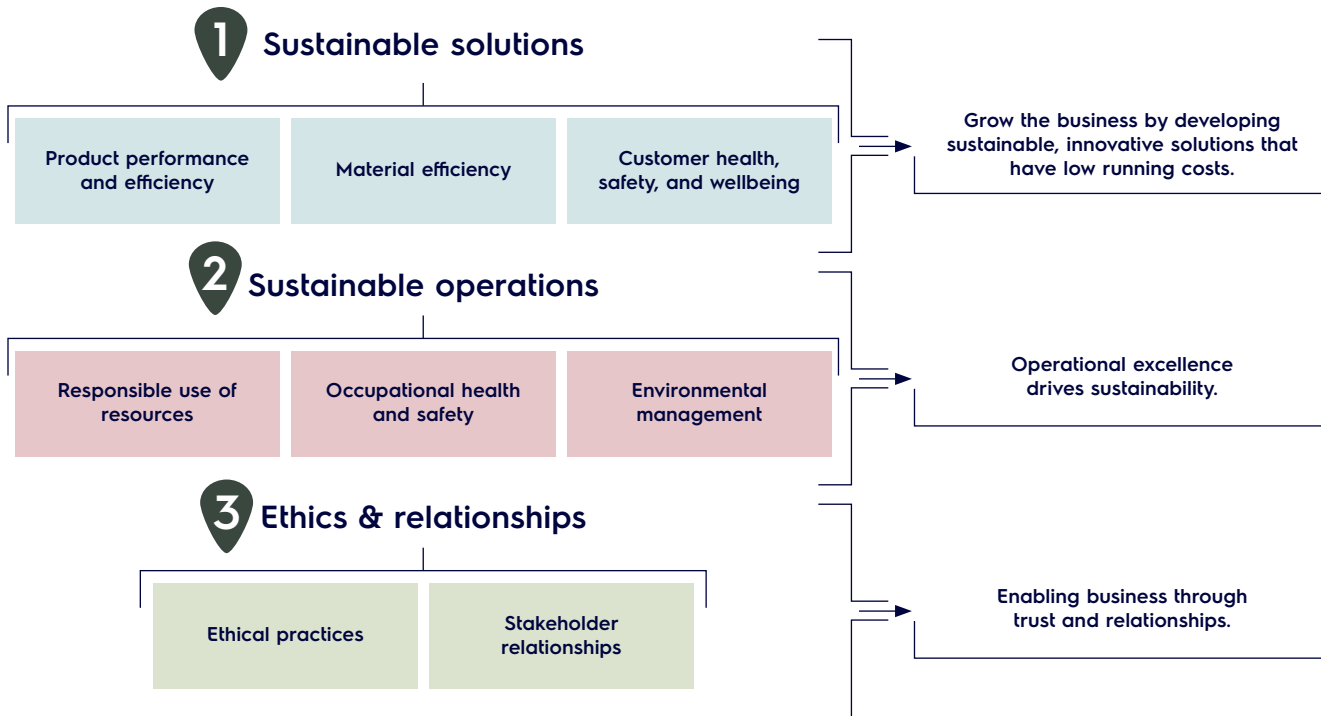 1 Sustainable solutions
Product performance
and efficiency
Material efficiency
Customer health,
safety, and wellbeing
Grow the business by developing
sustainable, innovative solutions that
have low running costs.
2 Sustainable operations
Responsible use of
resources
Occupational health
and safety
Environmental
management
Operational excellence
drives sustainability.
3 Ethics & relationships
Ethical practices
Stakeholder
relationships
Enabling business through
trust and relationships.